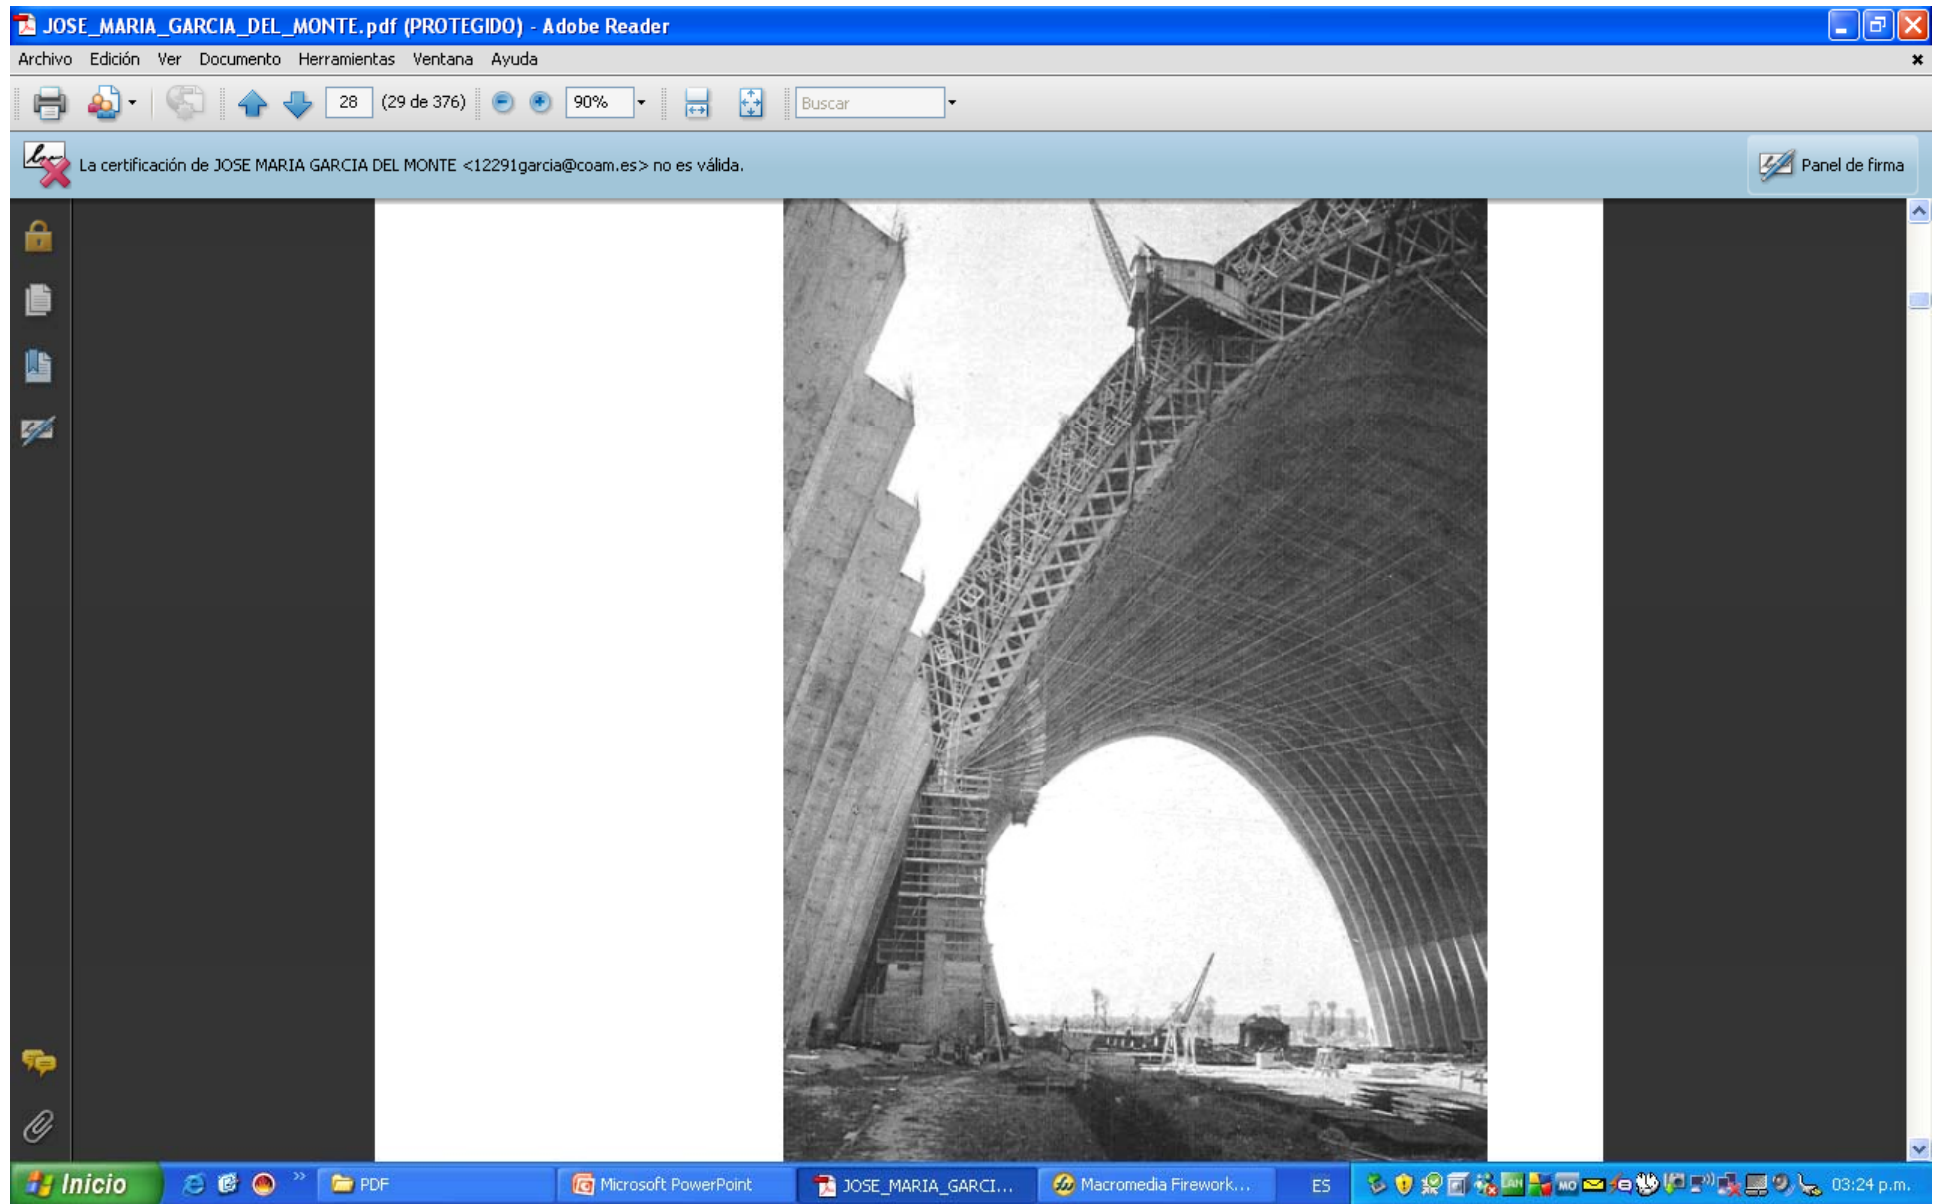 JOSE_MARIA_GARCIA_DEL_MONTE.pdf (PROTEGIDO) - Adobe Reader
Archivo Edición Ver Documento Herramientas Ventana Ayuda
28 (29 de 376) 90% Buscar
La certificación de JOSE MARIA GARCIA DEL MONTE <12291garcia@coam.es> no es válida.
Panel de firma
Inicio PDF Microsoft PowerPoint JOSE_MARIA_GARCI... Macromedia Firework... ES LAN MO 03:24 p.m.